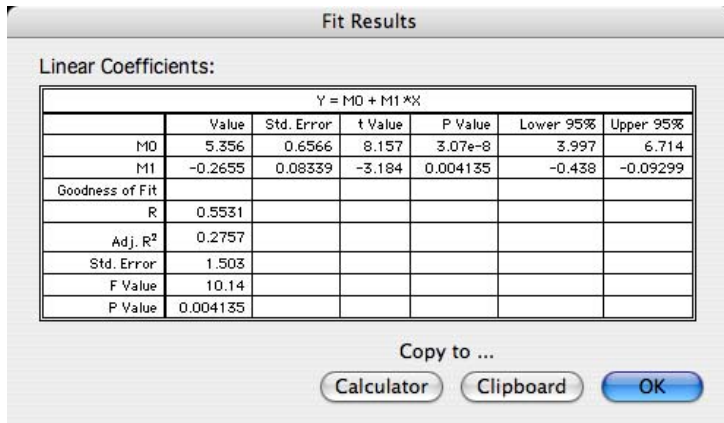 Fit Results
Linear Coefficients:
Y = M0 + M1*X
Value Std. Error t Value P Value Lower 95% Upper 95%
M0 5.356 0.6566 8.157 3.07e-8 3.997 6.714
M1 -0.2655 0.08339 -3.184 0.004135 -0.438 -0.09299
Goodness of Fit
R 0.5531
Adj. R² 0.2757
Std. Error 1.503
F Value 10.14
P Value 0.004135
Copy to ...
Calculator Clipboard OK